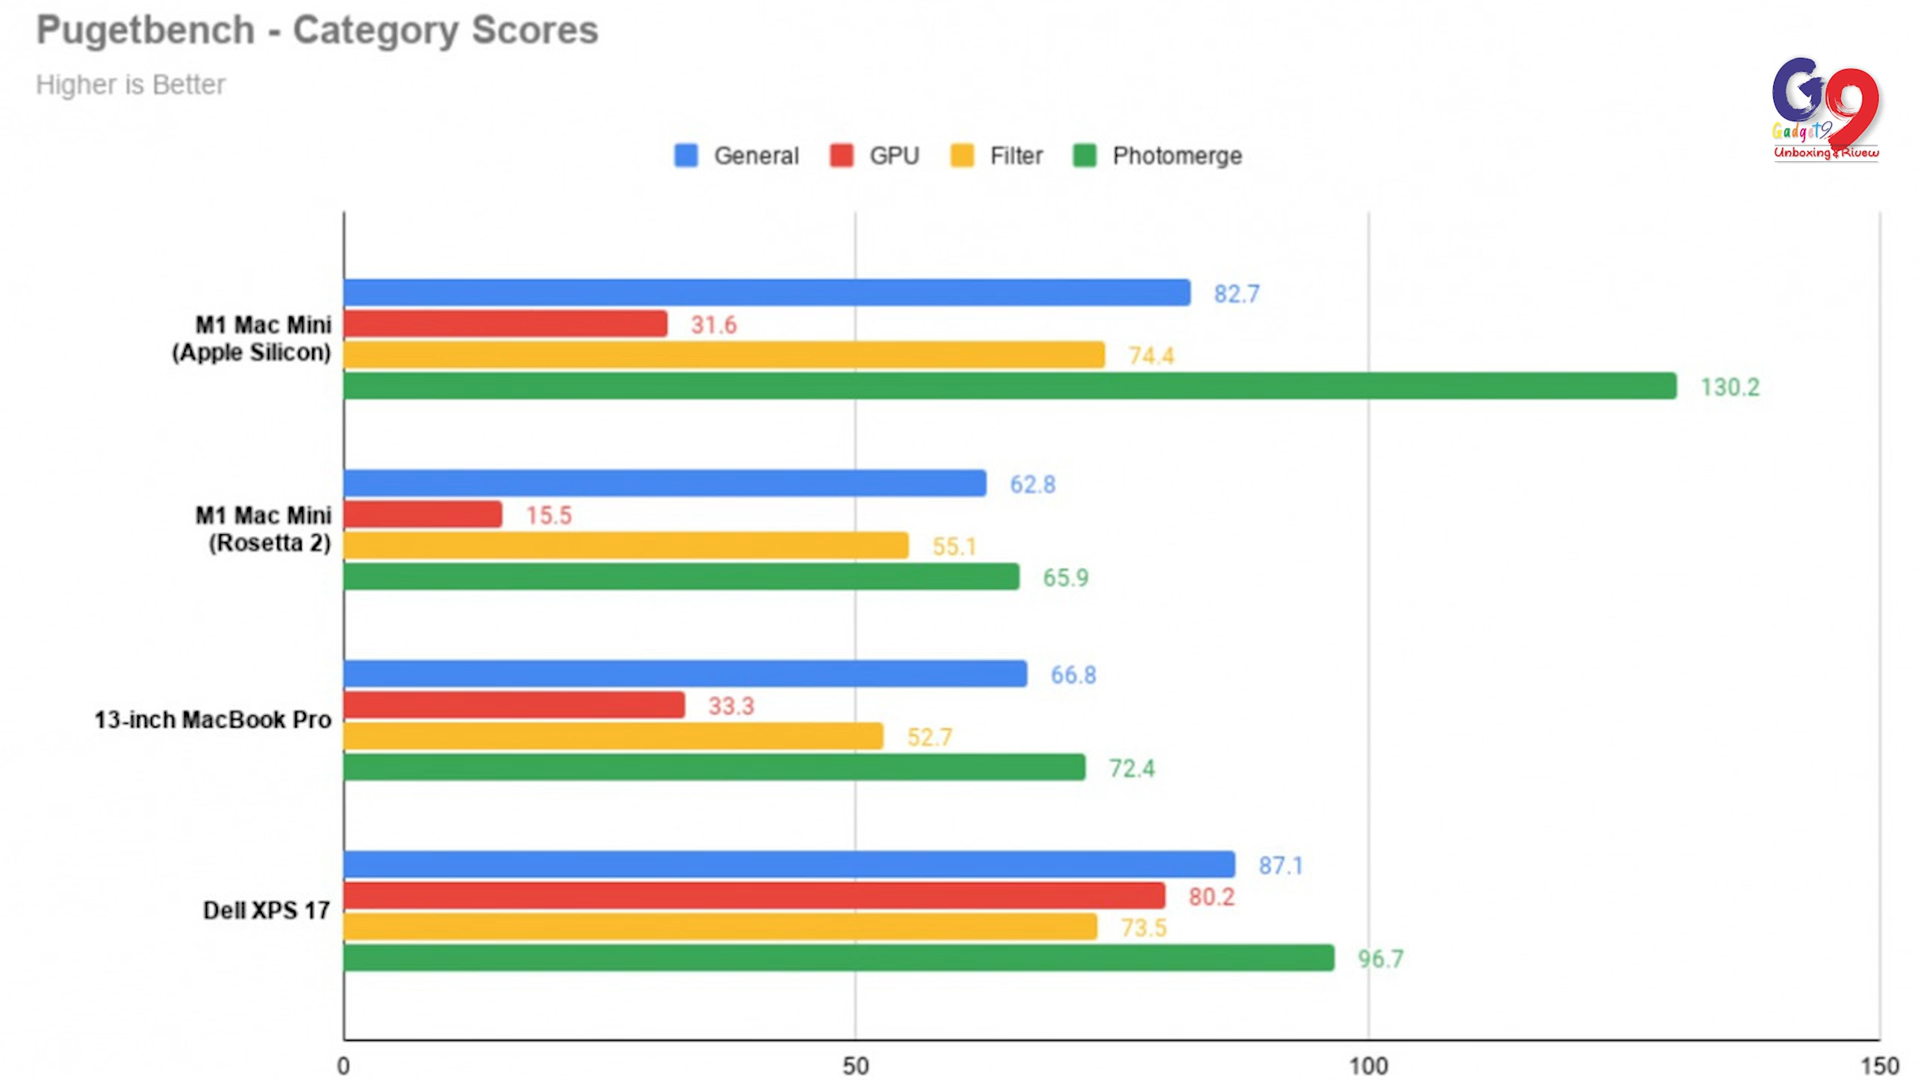 Pugetbench - Category Scores
Higher is Better
G9
Gadget9
Unboxing & Rivew
General GPU Filter Photomerge
M1 Mac Mini
(Apple Silicon)
82.7
31.6
74.4
130.2
M1 Mac Mini
(Rosetta 2)
62.8
15.5
55.1
65.9
13-inch MacBook Pro
66.8
33.3
52.7
72.4
Dell XPS 17
87.1
80.2
73.5
96.7
0 50 100 150